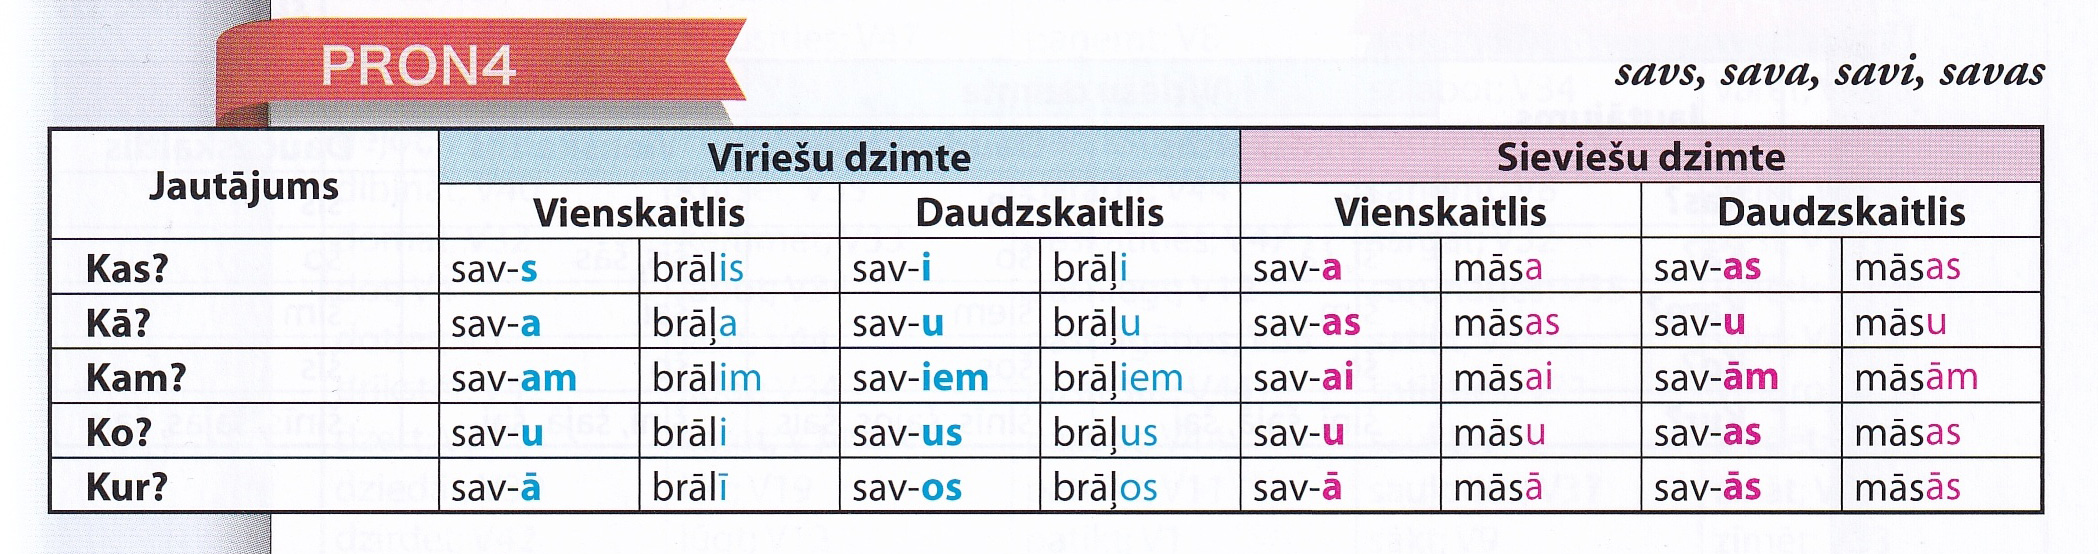 PRON4
savs, sava, savi, savas
Jautājums Vīriešu dzimte Sieviešu dzimte
Vienskaitlis Daudzskaitlis Vienskaitlis Daudzskaitlis
Kas? sav-s brālis sav-i brāļi sav-a māsa sav-as māsas
Kā? sav-a brāļa sav-u brāļu sav-as māsas sav-u māsu
Kam? sav-am brālim sav-iem brāļiem sav-ai māsai sav-ām māsām
Ko? sav-u brāli sav-us brāļus sav-u māsu sav-as māsas
Kur? sav-ā brālī sav-os brāļos sav-ā māsā sav-ās māsās